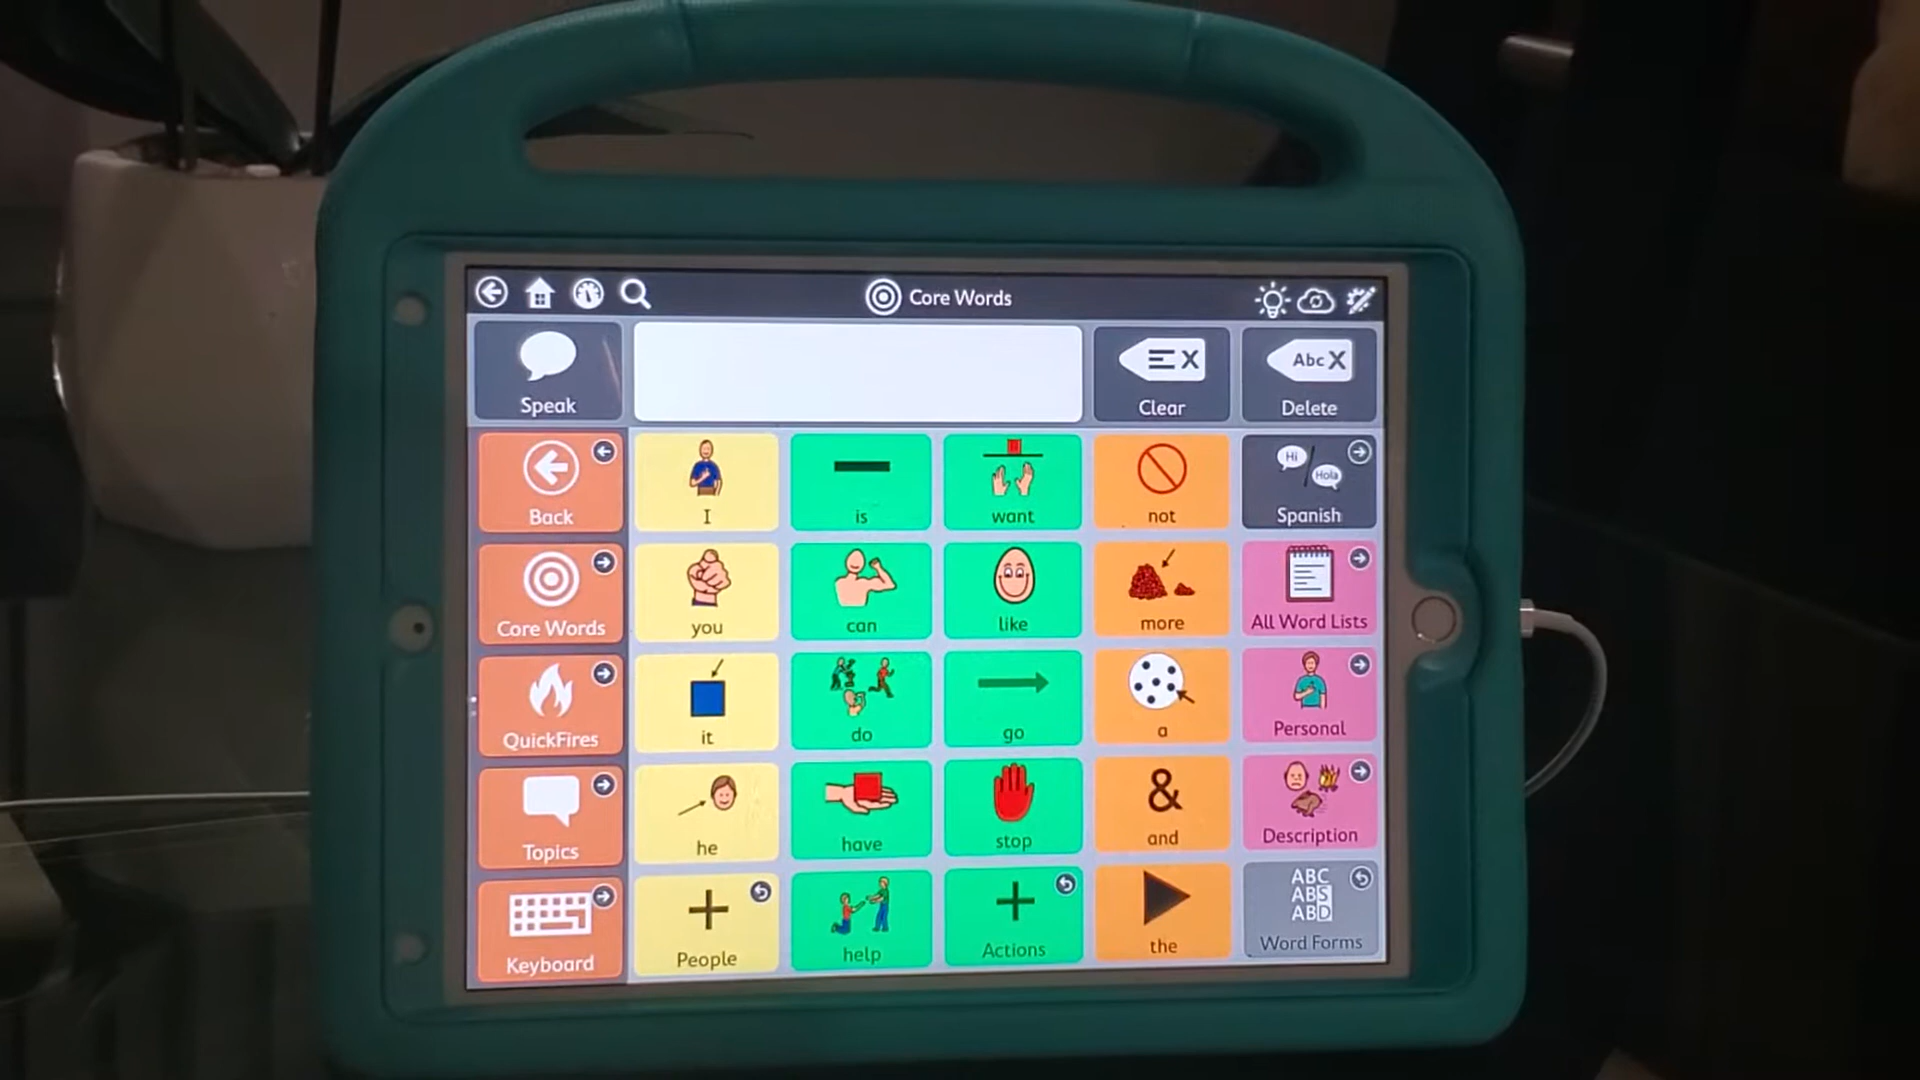 Core Words
Speak
Clear
Abc X
Delete
Back
I
is
want
not
Hi
Hola
Spanish
Core Words
you
can
like
more
All Word Lists
QuickFires
it
do
go
a
Personal
Topics
he
have
stop
&
and
Description
Keyboard
People
help
Actions
the
ABC
ABS
ABD
Word Forms